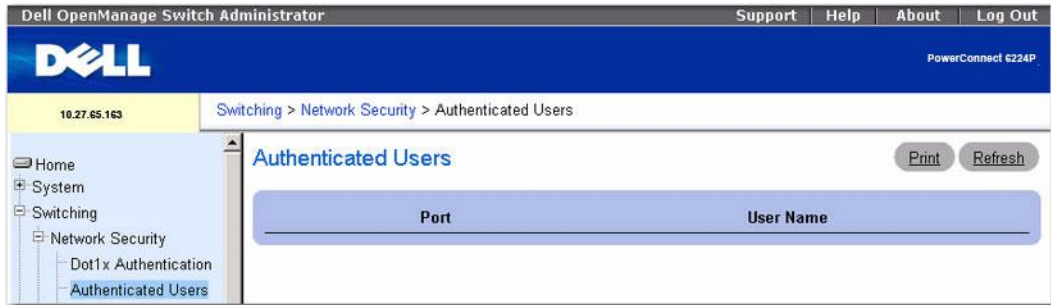 Dell OpenManage Switch Administrator
Support Help About Log Out
DELL
PowerConnect 6224P
10.27.65.163
Switching > Network Security > Authenticated Users
Home
System
Switching
Network Security
Dot1x Authentication
Authenticated Users
Authenticated Users
Print Refresh
Port User Name